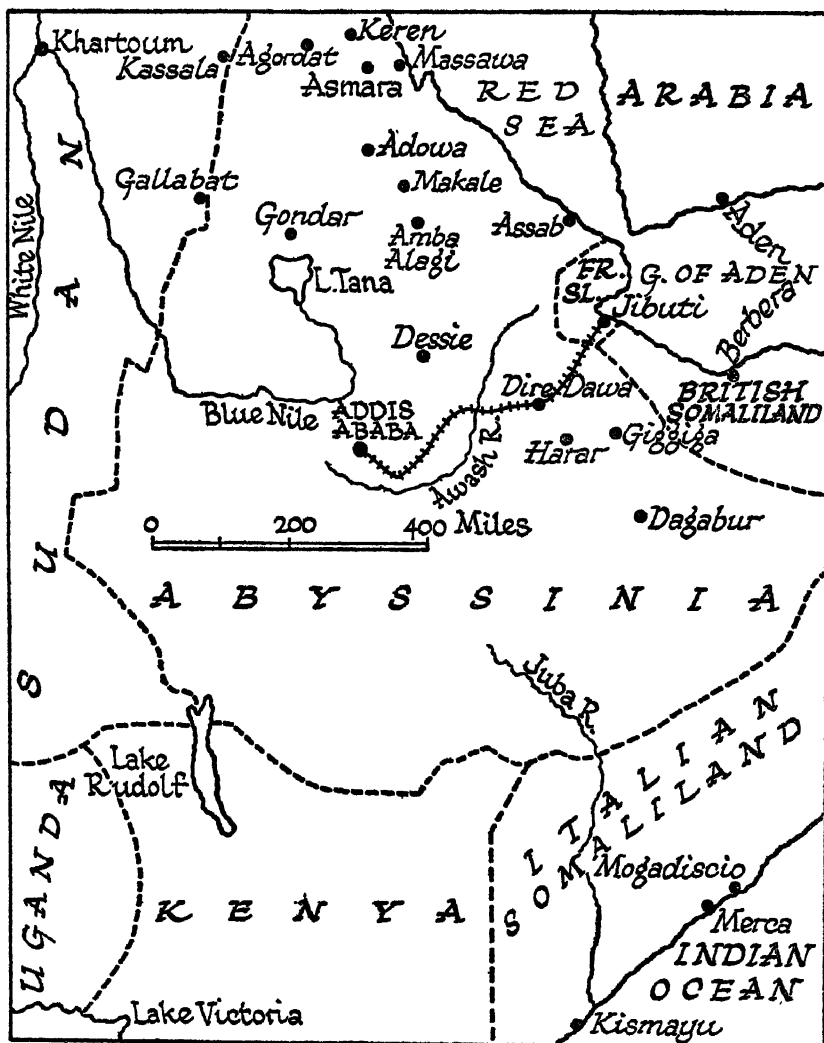 Keren
Khartoum
Kassala
Agordat
Massawa
Asmara
RED
SEA
ARABIA
Adowa
Gallabat
Makale
Gondar
Amba
Alagi
Assab
Aden
White Nile
L. Tana
FR.
SL.
G. OF ADEN
Jibuti
Berbera
Dessie
Dire Dawa
BRITISH
SOMALILAND
Blue Nile
ADDIS
ABABA
Awash R.
Harar
Giggiga
0 200 400 Miles
Dagabur
SUDAN
ABYSSINIA
Juba R.
Lake
Rudolf
ITALIAN
SOMALILAND
UGANDA
KENYA
Mogadiscio
Merca
INDIAN
OCEAN
Lake Victoria
Kismayu